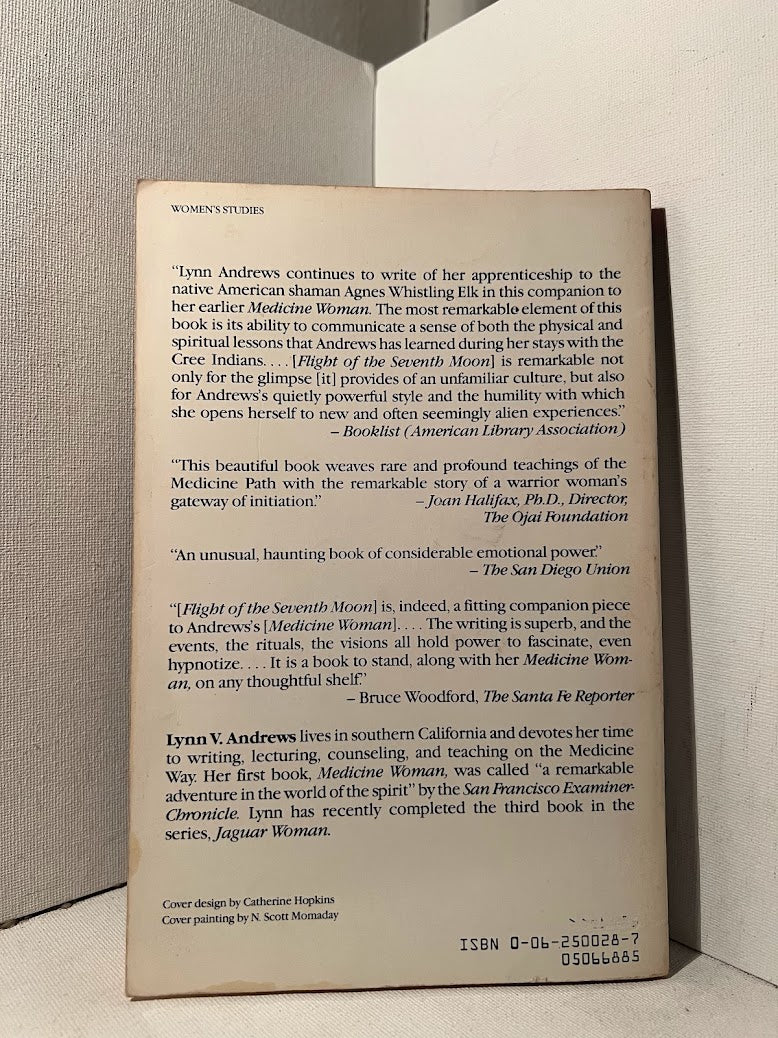 WOMEN'S STUDIES
“Lynn Andrews continues to write of her apprenticeship to the
native American shaman Agnes Whistling Elk in this companion to
her earlier Medicine Woman. The most remarkable element of this
book is its ability to communicate a sense of both the physical and
spiritual lessons that Andrews has learned during her stays with the
Cree Indians. . . . [Flight of the Seventh Moon] is remarkable not
only for the glimpse [it] provides of an unfamiliar culture, but also
for Andrews's quietly powerful style and the humility with which
she opens herself to new and often seemingly alien experiences.”
– Booklist (American Library Association)
“This beautiful book weaves rare and profound teachings of the
Medicine Path with the remarkable story of a warrior woman's
gateway of initiation.” – Joan Halifax, Ph.D., Director,
The Ojai Foundation
“An unusual, haunting book of considerable emotional power.”
– The San Diego Union
“[Flight of the Seventh Moon] is, indeed, a fitting companion piece
to Andrews's [Medicine Woman]. . . . The writing is superb, and the
events, the rituals, the visions all hold power to fascinate, even
hypnotize. . . . It is a book to stand, along with her Medicine Wom-
an, on any thoughtful shelf.”
– Bruce Woodford, The Santa Fe Reporter
Lynn V. Andrews lives in southern California and devotes her time
to writing, lecturing, counseling, and teaching on the Medicine
Way. Her first book, Medicine Woman, was called “a remarkable
adventure in the world of the spirit” by the San Francisco Examiner-
Chronicle. Lynn has recently completed the third book in the
series, Jaguar Woman.
Cover design by Catherine Hopkins
Cover painting by N. Scott Momaday
ISBN 0-06-250028-7
05066885